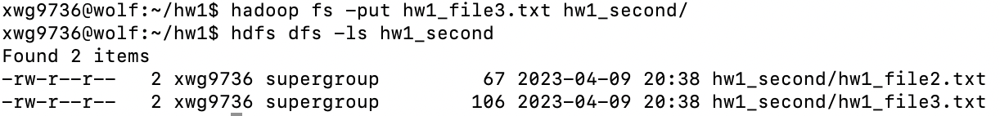 xwg9736@wolf:~/hw1$ hadoop fs -put hw1_file3.txt hw1_second/
xwg9736@wolf:~/hw1$ hdfs dfs -ls hw1_second
Found 2 items
-rw-r--r--   2 xwg9736 supergroup         67 2023-04-09 20:38 hw1_second/hw1_file2.txt
-rw-r--r--   2 xwg9736 supergroup        106 2023-04-09 20:38 hw1_second/hw1_file3.txt